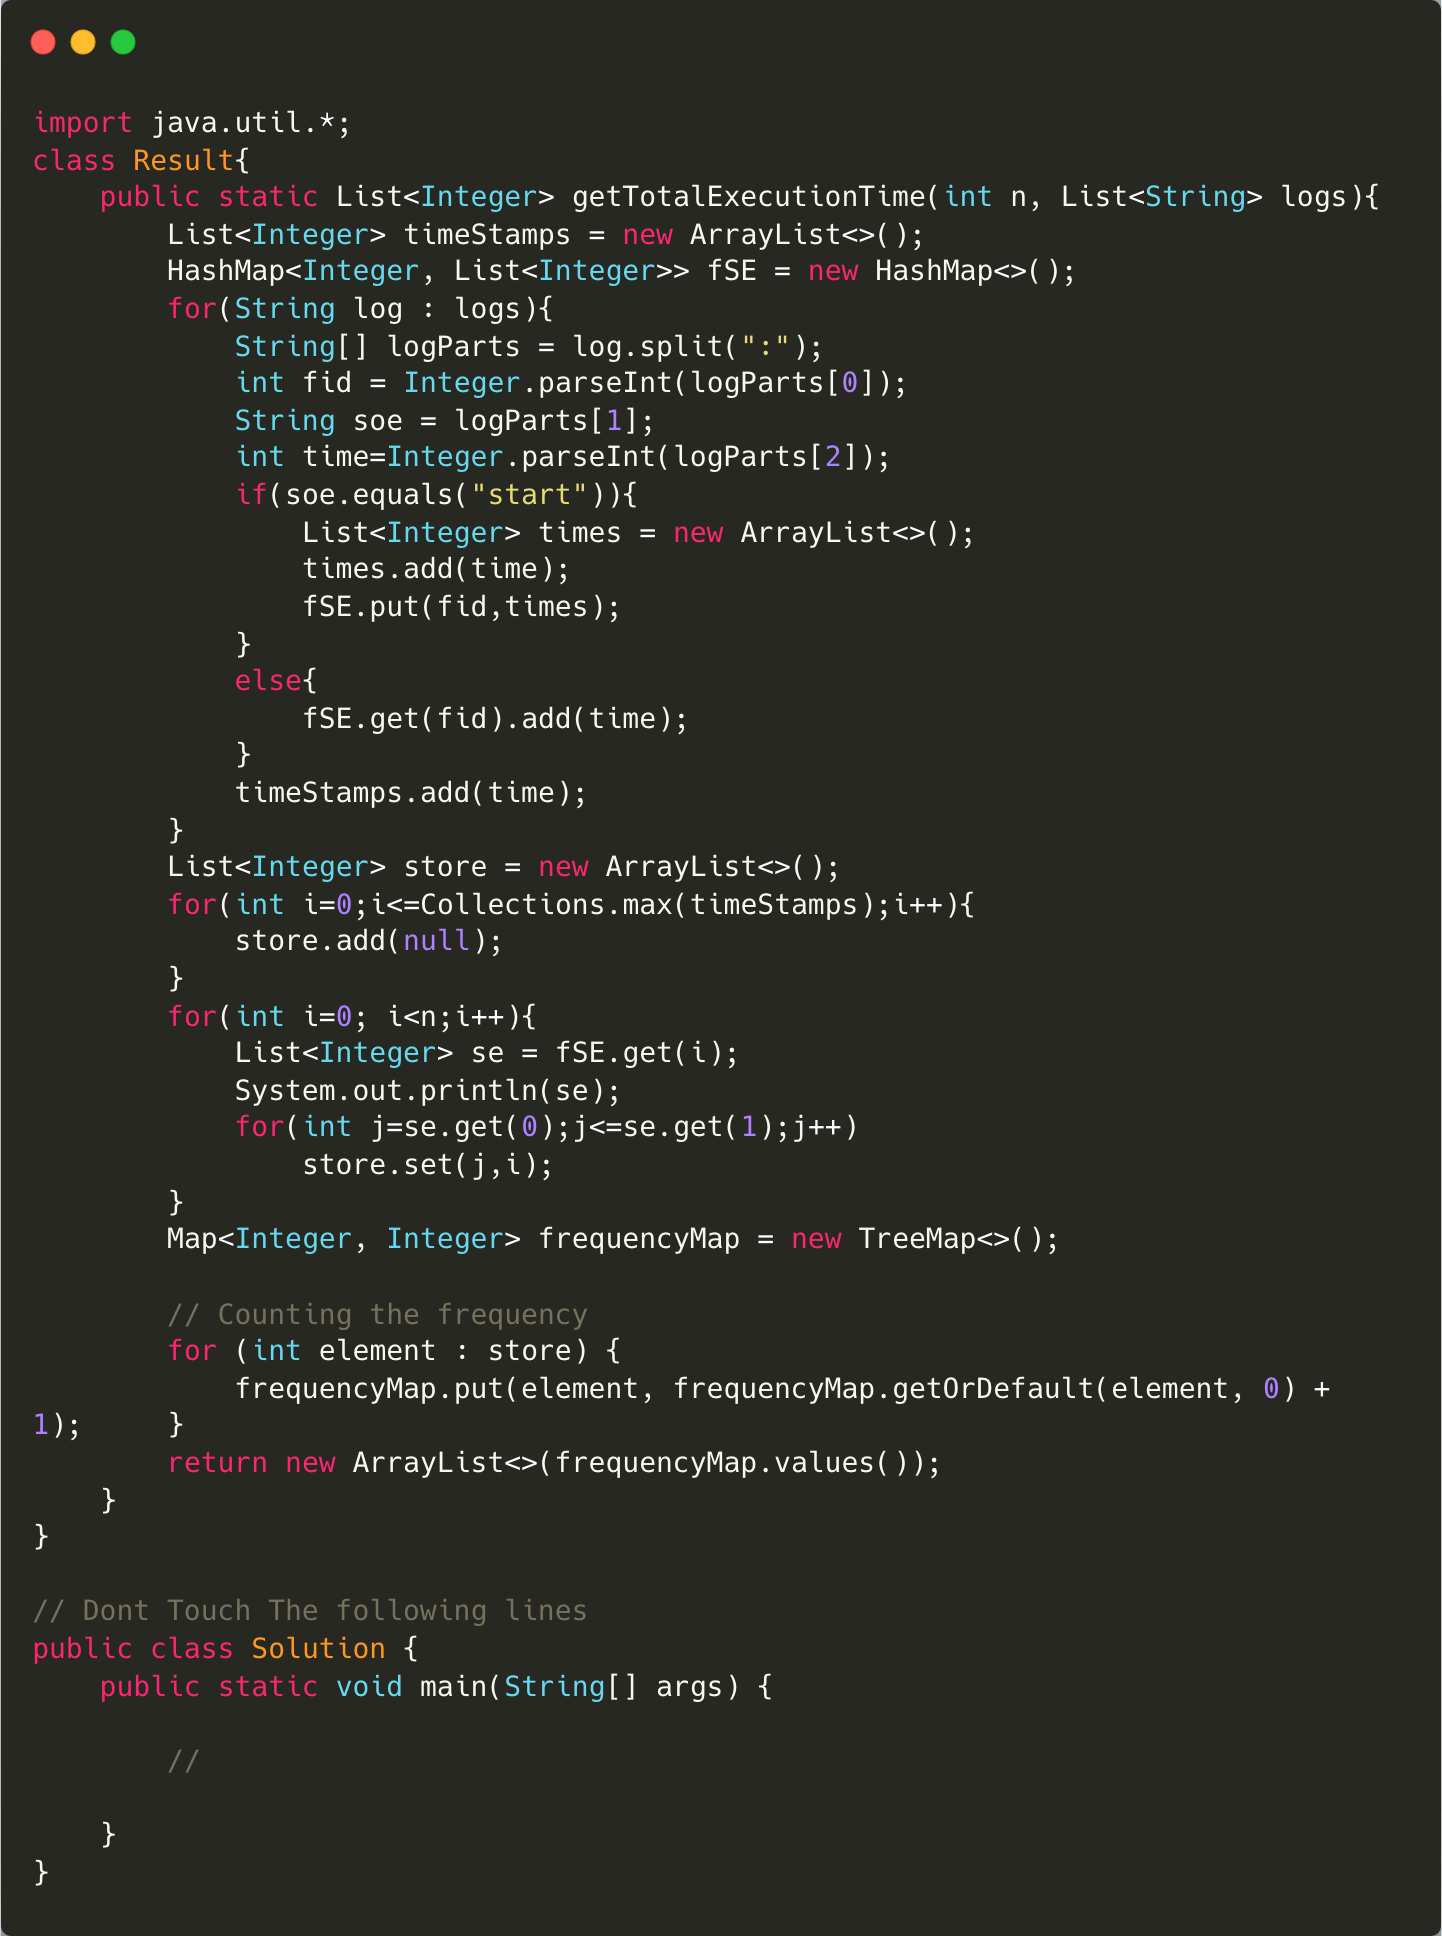 import java.util.*;
class Result{
    public static List<Integer> getTotalExecutionTime(int n, List<String> logs){
        List<Integer> timeStamps = new ArrayList<>();
        HashMap<Integer, List<Integer>> fSE = new HashMap<>();
        for(String log : logs){
            String[] logParts = log.split(":");
            int fid = Integer.parseInt(logParts[0]);
            String soe = logParts[1];
            int time=Integer.parseInt(logParts[2]);
            if(soe.equals("start")){
                List<Integer> times = new ArrayList<>();
                times.add(time);
                fSE.put(fid,times);
            }
            else{
                fSE.get(fid).add(time);
            }
            timeStamps.add(time);
        }
        List<Integer> store = new ArrayList<>();
        for(int i=0;i<=Collections.max(timeStamps);i++){
            store.add(null);
        }
        for(int i=0; i<n;i++){
            List<Integer> se = fSE.get(i);
            System.out.println(se);
            for(int j=se.get(0);j<=se.get(1);j++)
                store.set(j,i);
        }
        Map<Integer, Integer> frequencyMap = new TreeMap<>();

        // Counting the frequency
        for (int element : store) {
            frequencyMap.put(element, frequencyMap.getOrDefault(element, 0) +
1);     }
        return new ArrayList<>(frequencyMap.values());
    }
}

// Dont Touch The following lines
public class Solution {
    public static void main(String[] args) {

        //

    }
}